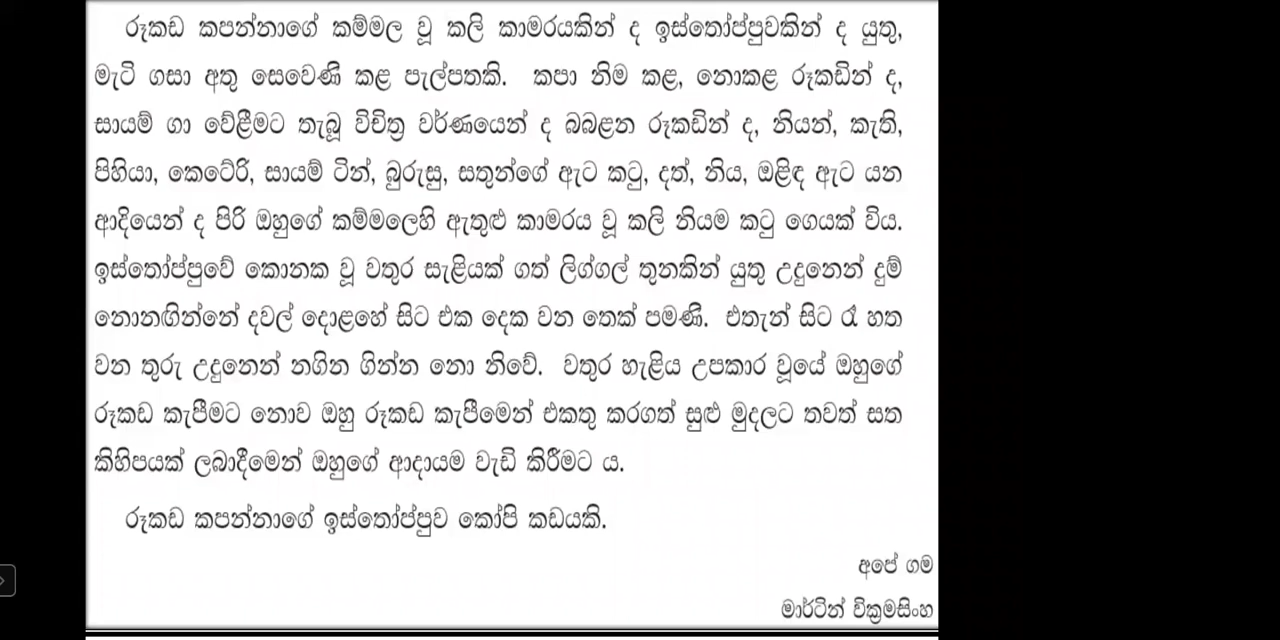 රූකඩ කපන්නාගේ කම්මල වූ කලි කාමරයකින් ද ඉස්තෝප්පුවකින් ද යුතු,
මැටි ගසා අතු සෙවෙණි කළ පැල්පතකි. කපා නිම කළ, නොකළ රූකඩින් ද,
සායම් ගා වේළීමට තැබූ විචිත්‍ර වර්ණයෙන් ද බබළන රූකඩින් ද, නියන්, කැති,
පිහියා, කෙටේරි, සායම් ටින්, බුරුසු, සතුන්ගේ ඇට කටු, දත්, නිය, ඔළිඳ ඇට යන
ආදියෙන් ද පිරි ඔහුගේ කම්මලෙහි ඇතුළු කාමරය වූ කලි නියම කටු ගෙයක් විය.
ඉස්තෝප්පුවේ කොනක වූ වතුර සැළියක් ගත් ලිග්ගල් තුනකින් යුතු උදුනෙන් දුම්
නොනඟින්නේ දවල් දොළහේ සිට එක දෙක වන තෙක් පමණි. එතැන් සිට රෑ හත
වන තුරු උදුනෙන් නගින ගින්න නො නිවේ. වතුර හැළිය උපකාර වූයේ ඔහුගේ
රූකඩ කැපීමට නොව ඔහු රූකඩ කැපීමෙන් එකතු කරගත් සුළු මුදලට තවත් සත
කිහිපයක් ලබාදීමෙන් ඔහුගේ ආදායම වැඩි කිරීමට ය.
රූකඩ කපන්නාගේ ඉස්තෝප්පුව කෝපි කඩයකි.
අපේ ගම
මාර්ටින් වික්‍රමසිංහ